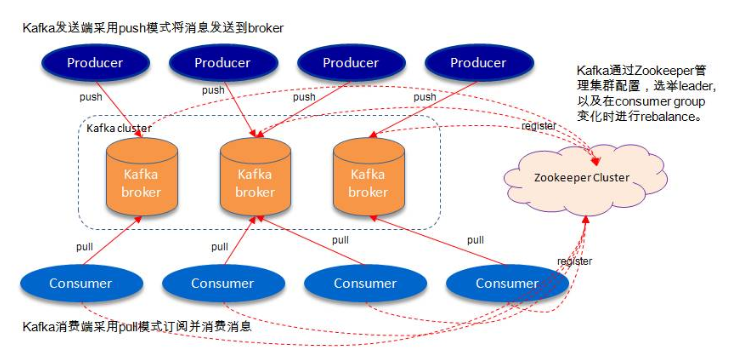 Kafka发送端采用push模式将消息发送到broker
Producer
Producer
Producer
Producer
Kafka通过Zookeeper管
理集群配置，选举leader,
以及在consumer group
变化时进行rebalance。
push
push
push
push
Kafka cluster
register
Kafka
broker
Kafka
broker
Kafka
broker
Zookeeper Cluster
pull
pull
pull
pull
register
Consumer
Consumer
Consumer
Consumer
Kafka消费端采用pull模式订阅并消费消息